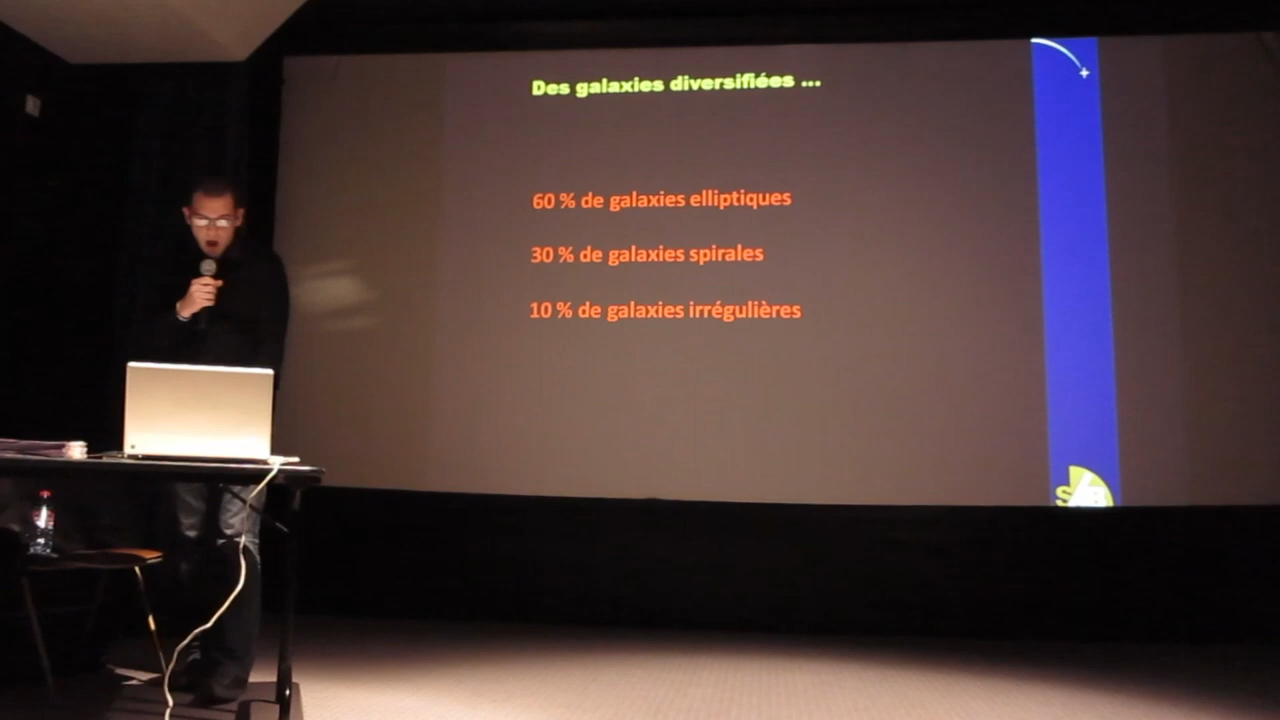 Des galaxies diversifiées ...
60 % de galaxies elliptiques
30 % de galaxies spirales
10 % de galaxies irrégulières